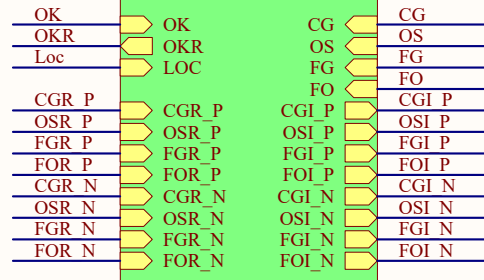 OK OK CG CG
OKR OKR OS OS
Loc LOC FG FG
FO FO
CGR_P CGR_P CGI_P CGI_P
OSR_P OSR_P OSI_P OSI_P
FGR_P FGR_P FGI_P FGI_P
FOR_P FOR_P FOI_P FOI_P
CGR_N CGR_N CGI_N CGI_N
OSR_N OSR_N OSI_N OSI_N
FGR_N FGR_N FGI_N FGI_N
FOR_N FOR_N FOI_N FOI_N